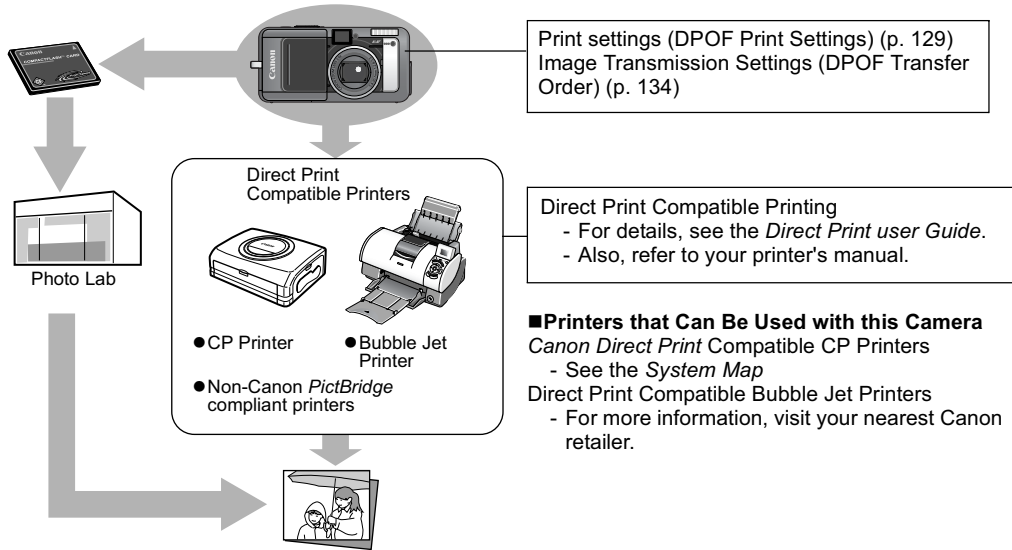 Canon
COMPACTFLASH CARD
Canon
Print settings (DPOF Print Settings) (p. 129)
Image Transmission Settings (DPOF Transfer
Order) (p. 134)
Photo Lab
Direct Print
Compatible Printers
●CP Printer
●Bubble Jet
Printer
●Non-Canon PictBridge
compliant printers
Direct Print Compatible Printing
- For details, see the Direct Print user Guide.
- Also, refer to your printer's manual.
■Printers that Can Be Used with this Camera
Canon Direct Print Compatible CP Printers
- See the System Map
Direct Print Compatible Bubble Jet Printers
- For more information, visit your nearest Canon
retailer.